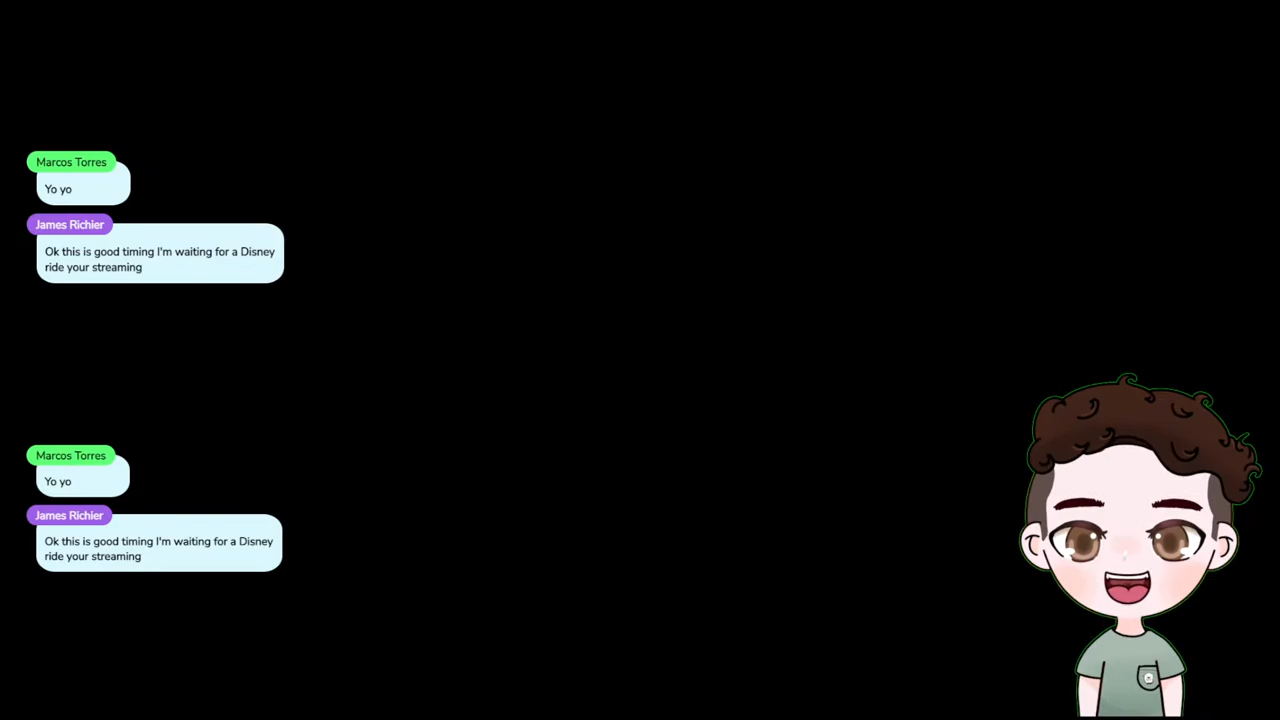 Marcos Torres
Yo yo
James Richier
Ok this is good timing I'm waiting for a Disney
ride your streaming
Marcos Torres
Yo yo
James Richier
Ok this is good timing I'm waiting for a Disney
ride your streaming